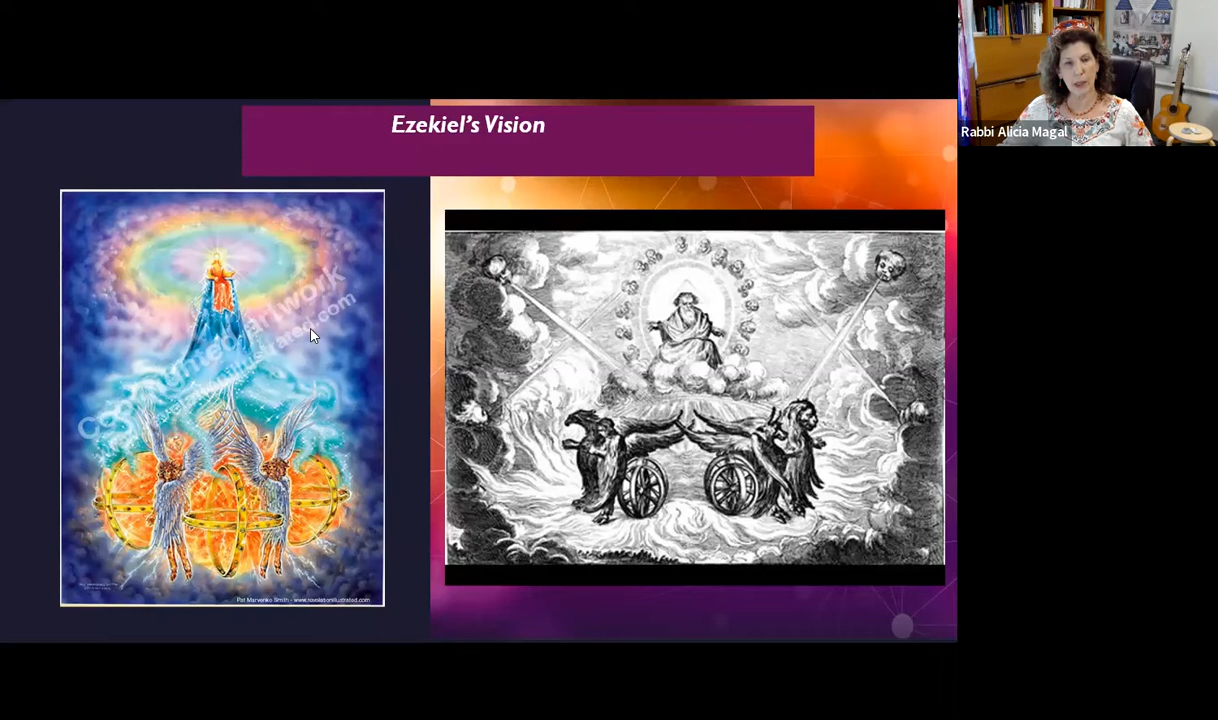 Ezekiel's Vision
Rabbi Alicia Magal
Pat Marvenko Smith - www.revelationillustrated.com